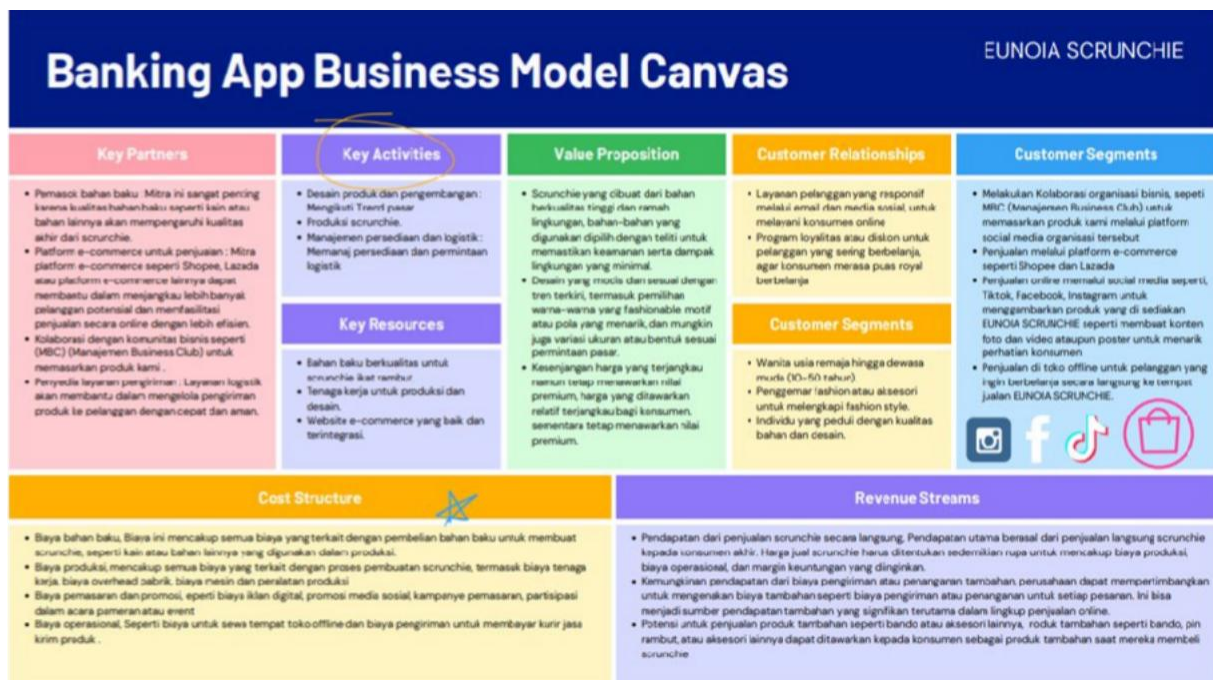 Banking App Business Model Canvas
EUNOIA SCRUNCHIE
Key Partners
• Pemasok bahan baku : Mitra ini sangat penting
karena kualitas bahan baku seperti kain atau
bahan lainnya akan mempengaruhi kualitas
akhir dari scrunchie.
• Platform e-commerce untuk penjualan : Mitra
platform e-commerce seperti Shopee, Lazada
atau platform e-commerce lainnya dapat
membantu dalam menjangkau lebih banyak
pelanggan potensial dan memfasilitasi
penjualan secara online dengan lebih efisien.
• Kolaborasi dengan komunitas bisnis seperti
(MBC) (Manajemen Business Club) untuk
memasarkan produk kami .
• Penyedia layanan pengiriman : Layanan logistik
akan membantu dalam mengelola pengiriman
produk ke pelanggan dengan cepat dan aman.
Key Activities
• Desain produk dan pengembangan :
Mengikuti Trend pasar
• Produksi scrunchie.
• Manajemen persediaan dan logistik :
Memanaj persediaan dan permintaan
logistik
Key Resources
• Bahan baku berkualitas untuk
scrunchie ikat rambut
• Tenaga kerja untuk produksi dan
desain.
• Website e-commerce yang baik dan
terintegrasi.
Value Proposition
• Scrunchie yang dibuat dari bahan
berkualitas tinggi dan ramah
lingkungan, bahan-bahan yang
digunakan dipilih dengan teliti untuk
memastikan keamanan serta dampak
lingkungan yang minimal.
• Desain yang modis dan sesuai dengan
tren terkini, termasuk pemilihan
warna-warna yang fashionable motif
atau pola yang menarik, dan mungkin
juga variasi ukuran atau bentuk sesuai
permintaan pasar.
• Kesenjangan harga yang terjangkau
namun tetap menawarkan nilai
premium, harga yang ditawarkan
relatif terjangkau bagi konsumen.
sementara tetap menawarkan nilai
premium.
Customer Relationships
• Layanan pelanggan yang responsif
melalui email dan media sosial, untuk
melayani konsumes online
• Program loyalitas atau diskon untuk
pelanggan yang sering berbelanja,
agar konsumen merasa puas royal
berbelanja
Customer Segments
• Wanita usia remaja hingga dewasa
muda (10-50 tahun).
• Penggemar fashion atau aksesori
untuk melengkapi fashion style.
• Individu yang peduli dengan kualitas
bahan dan desain.
Customer Segments
• Melakukan Kolaborasi organisasi bisnis, sepeti
MBC (Manajemen Business Club) untuk
memasarkan produk kami melalui platform
social media organisasi tersebut
• Penjualan melalui platform e-commerce
seperti Shopee dan Lazada
• Penjualan online memalui social media seperti,
Tiktok, Facebook, Instagram untuk
menggambarkan produk yang di sediakan
EUNOIA SCRUNCHIE seperti membuat konten
foto dan video ataupun poster untuk menarik
perhatian konsumen
• Penjualan di toko offline untuk pelanggan yang
ingin berbelanja secara langsung ke tempat
jualan EUNOIA SCRUNCHIE.
Cost Structure
• Biaya bahan baku, Biaya ini mencakup semua biaya yang terkait dengan pembelian bahan baku untuk membuat
scrunchie, seperti kain atau bahan lainnya yang digunakan dalam produksi.
• Biaya produksi, mencakup semua biaya yang terkait dengan proses pembuatan scrunchie, termasuk biaya tenaga
kerja, biaya overhead pabrik, biaya mesin dan peralatan produksi
• Biaya pemasaran dan promosi, eperti biaya iklan digital, promosi media sosial, kampenye pemasaran, partisipasi
dalam acara pameran atau event
• Biaya operasional, Seperti biaya untuk sewa tempat toko offline dan biaya pengiriman untuk membayar kurir jasa
kirim produk .
Revenue Streams
• Pendapatan dari penjualan scrunchie secara langsung, Pendapatan utama berasal dari penjualan langsung scrunchie
kepada konsumen akhir. Harga jual scrunchie harus ditentukan sedemikian rupa untuk mencakup biaya produksi,
biaya operasional, dan margin keuntungan yang diinginkan.
• Kemungkinan pendapatan dari biaya pengiriman atau penanganan tambahan, perusahaan dapat mempertimbangkan
untuk mengenakan biaya tambahan seperti biaya pengiriman atau penanganan untuk setiap pesanan. Ini bisa
menjadi sumber pendapatan tambahan yang signifikan terutama dalam lingkup penjualan online.
• Potensi untuk penjualan produk tambahan seperti bando atau aksesori lainnya, roduk tambahan seperti bando, pin
rambut, atau aksesori lainnya dapat ditawarkan kepada konsumen sebagai produk tambahan saat mereka membeli
scrunchie